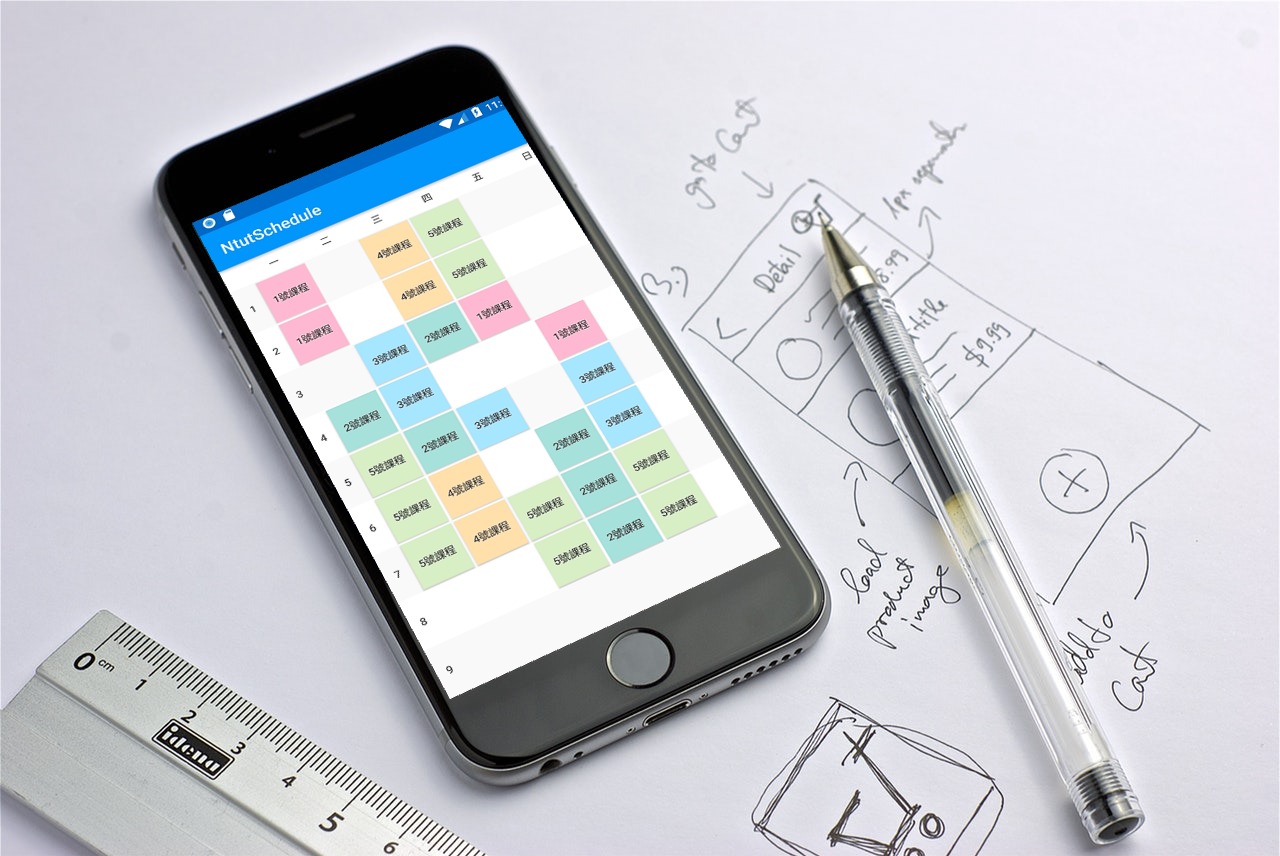 11:
NtutSchedule
一 二 三 四 五 日
1 1號課程 4號課程 5號課程
2 1號課程 4號課程 5號課程
3 3號課程 2號課程 1號課程
4 2號課程 3號課程 1號課程
5 5號課程 2號課程 3號課程 3號課程
6 5號課程 4號課程 2號課程 3號課程
7 5號課程 4號課程 5號課程 2號課程 5號課程
8 5號課程 2號課程 5號課程
9
go to Cart
1px separate
3.)
Detail
8.99
title
$9.99
load
product
image
add to
Cart
0 cm 1 2 3 4 5 6
idena